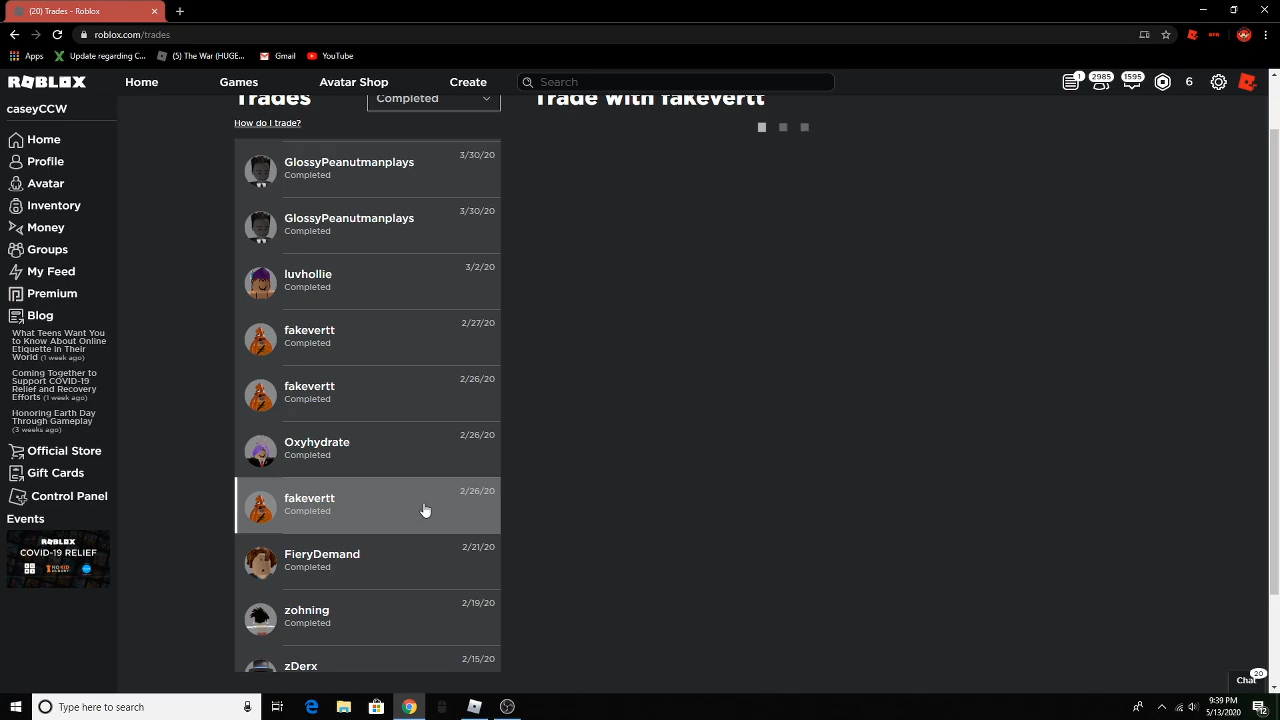 (20) Trades - Roblox
roblox.com/trades
Apps
Update regarding C...
(5) The War (HUGE...
Gmail
YouTube
ROBLOX
Home
Games
Avatar Shop
Create
Search
1
2985
1595
6
caseyCCW
Home
Profile
Avatar
Inventory
Money
Groups
My Feed
Premium
Blog
What Teens Want You
to Know About Online
Etiquette in Their
World (1 week ago)
Coming Together to
Support COVID-19
Relief and Recovery
Efforts (1 week ago)
Honoring Earth Day
Through Gameplay
(3 weeks ago)
Official Store
Gift Cards
Control Panel
Events
ROBLOX
COVID-19 RELIEF
Trades
Completed
How do I trade?
GlossyPeanutmanplays
3/30/20
Completed
GlossyPeanutmanplays
3/30/20
Completed
luvhollie
3/2/20
Completed
fakevertt
2/27/20
Completed
fakevertt
2/26/20
Completed
Oxyhydrate
2/26/20
Completed
fakevertt
2/26/20
Completed
FieryDemand
2/21/20
Completed
zohning
2/19/20
Completed
zDerx
2/15/20
Trade with fakevertt
Chat
20
Type here to search
9:39 PM
5/13/2020
12